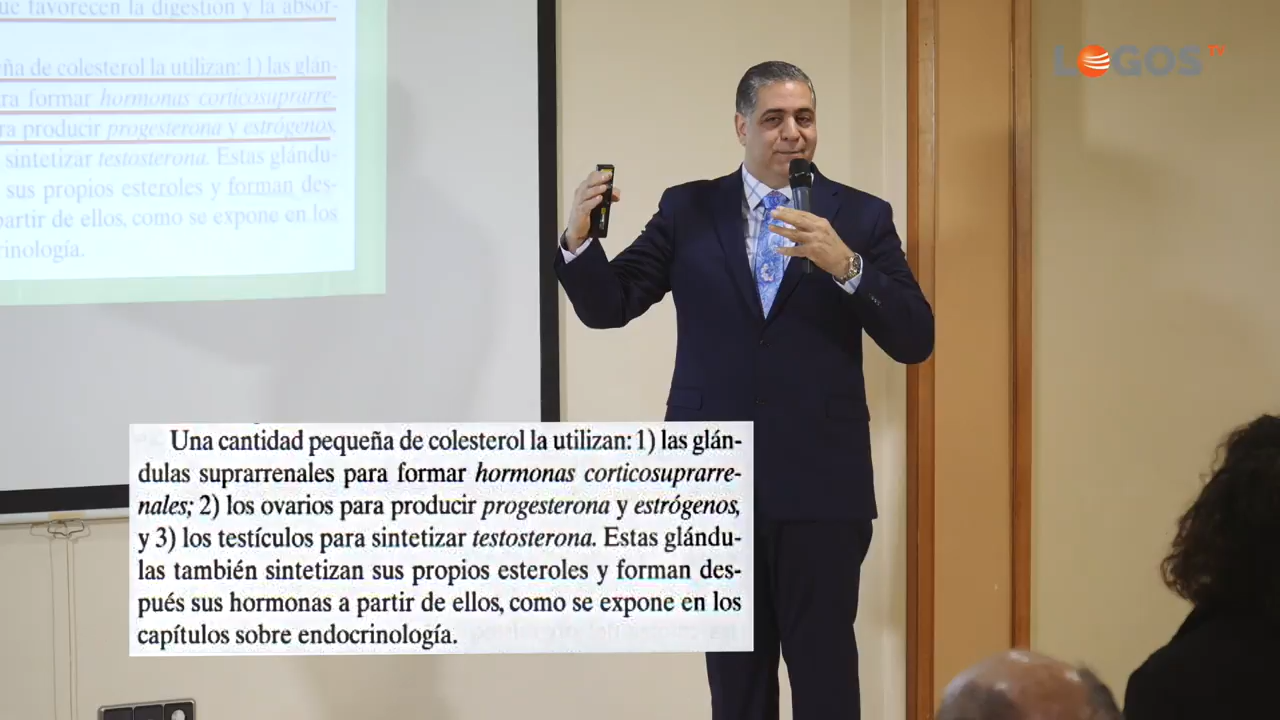 ue favorecen la digestión y la absor-
ña de colesterol la utilizan: 1) las glán-
ra formar hormonas corticosuprarre-
ra producir progesterona y estrógenos,
sintetizar testosterona. Estas glándu-
sus propios esteroles y forman des-
partir de ellos, como se expone en los
rinología.
LOGOS TV
Una cantidad pequeña de colesterol la utilizan: 1) las glán-
dulas suprarrenales para formar hormonas corticosuprarre-
nales; 2) los ovarios para producir progesterona y estrógenos,
y 3) los testículos para sintetizar testosterona. Estas glándu-
las también sintetizan sus propios esteroles y forman des-
pués sus hormonas a partir de ellos, como se expone en los
capítulos sobre endocrinología.